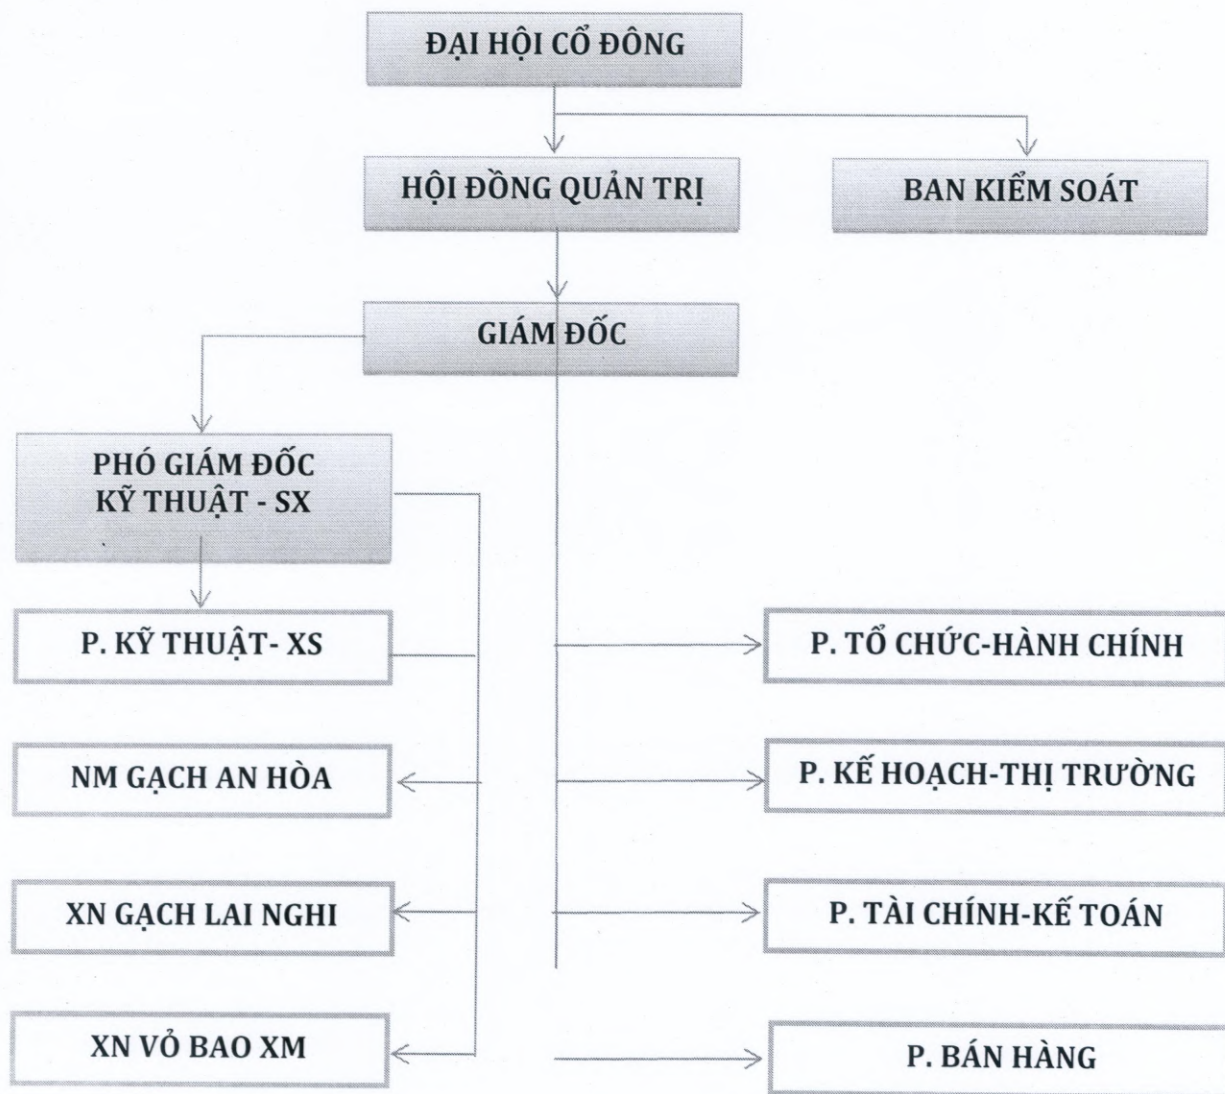 ĐẠI HỘI CỔ ĐÔNG
HỘI ĐỒNG QUẢN TRỊ
BAN KIỂM SOÁT
GIÁM ĐỐC
PHÓ GIÁM ĐỐC
KỸ THUẬT - SX
P. KỸ THUẬT- XS
P. TỔ CHỨC-HÀNH CHÍNH
NM GẠCH AN HÒA
P. KẾ HOẠCH-THỊ TRƯỜNG
XN GẠCH LAI NGHI
P. TÀI CHÍNH-KẾ TOÁN
XN VỎ BAO XM
P. BÁN HÀNG